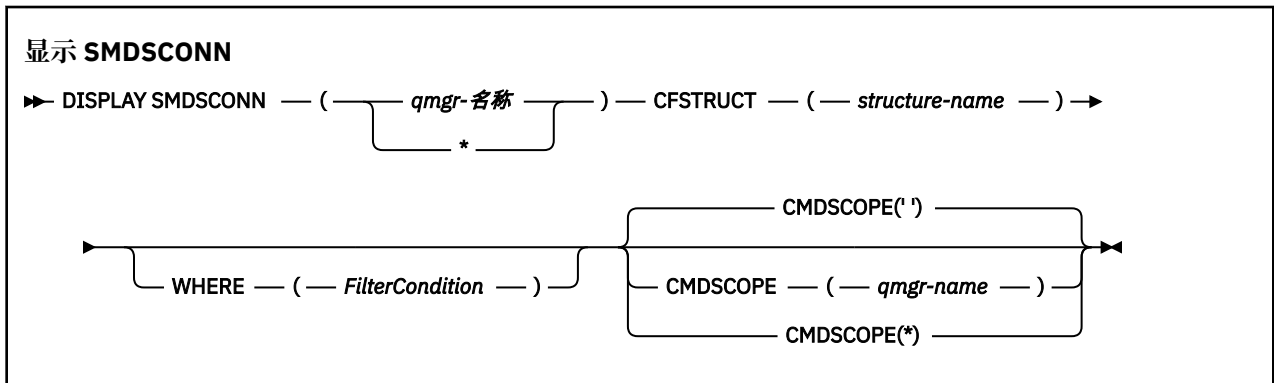 显示 SMDSCONN
DISPLAY SMDSCONN ( qmgr-名称 ) CFSTRUCT ( structure-name )
*
CMDSCOPE(' ')
WHERE ( FilterCondition ) CMDSCOPE ( qmgr-name )
CMDSCOPE(*)